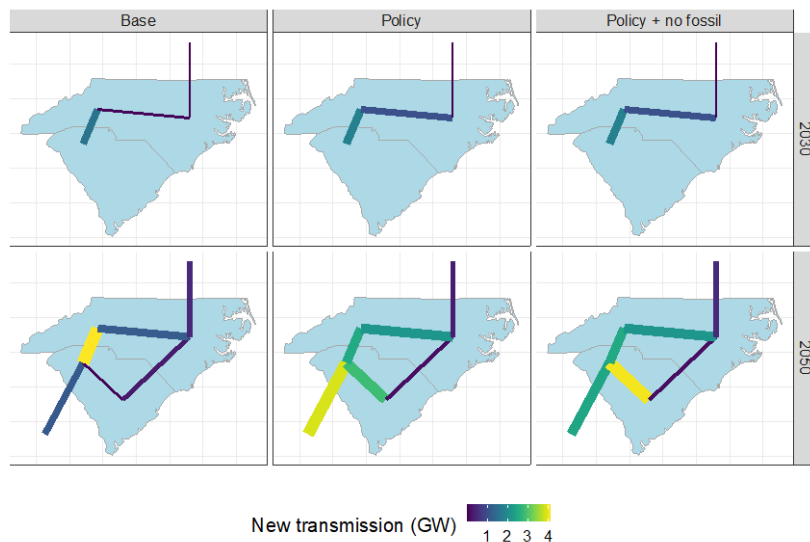 Base
Policy
Policy + no fossil
2030
2050
New transmission (GW)
1 2 3 4